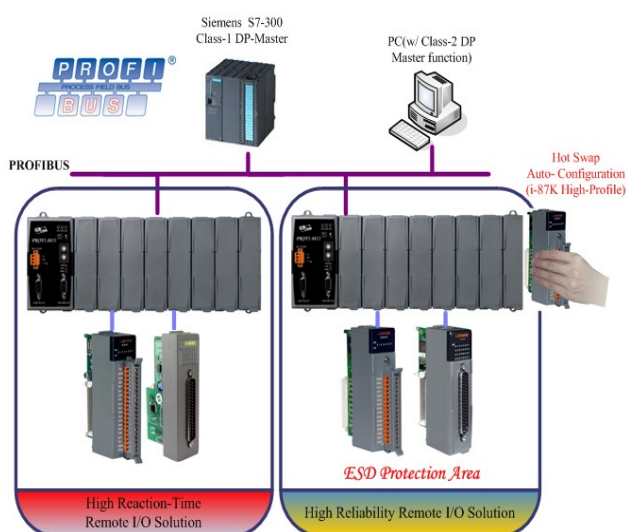 Siemens S7-300
Class-1 DP-Master
PC(w/ Class-2 DP
Master function)
PROFI®
PROCESS FIELD BUS
BUS
PROFIBUS
Hot Swap
Auto- Configuration
(i-87K High-Profile)
ESD Protection Area
High Reaction-Time
Remote I/O Solution
High Reliability Remote I/O Solution